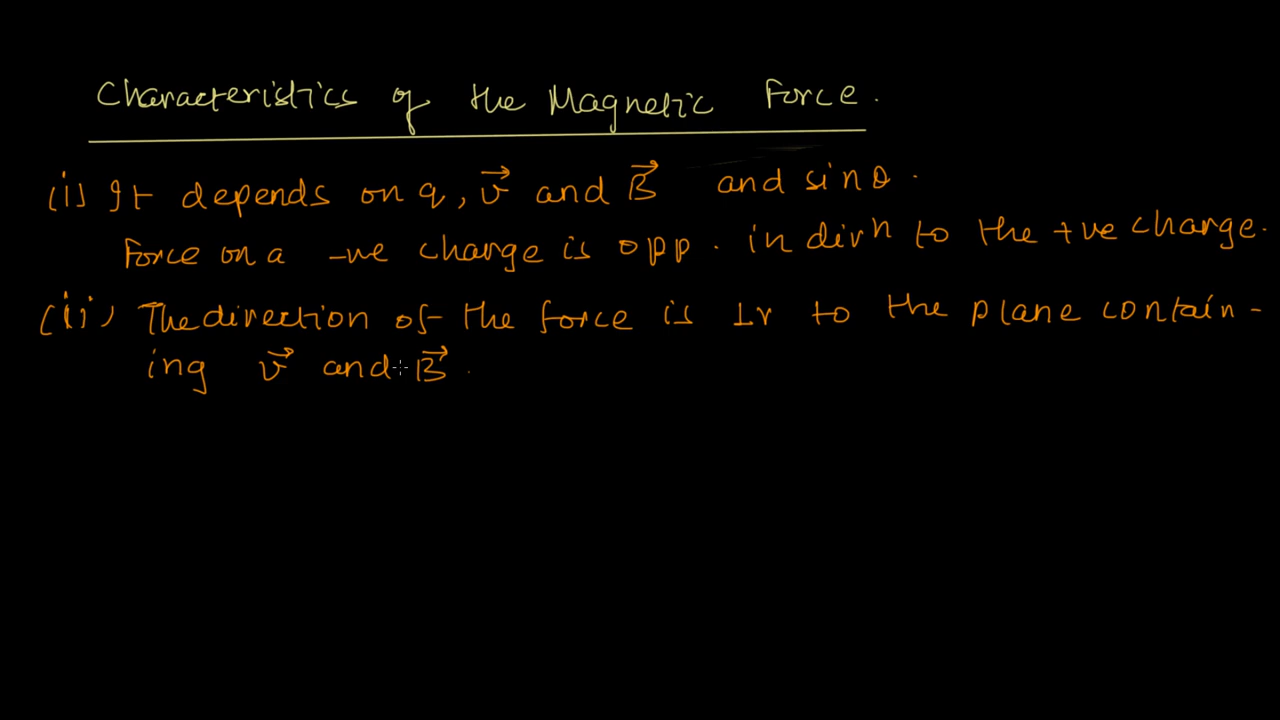 Characteristics of the Magnetic Force.
(i) It depends on q, v⃗ and B⃗ and sinθ.
Force on a -ve charge is opp. in dirn to the +ve charge.
(ii) The direction of the force is ⊥r to the plane contain-
ing v⃗ and B⃗.